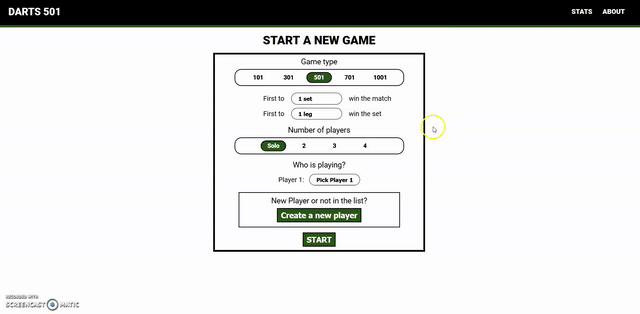 DARTS 501 STATS ABOUT
START A NEW GAME
Game type
101 301 501 701 1001
First to 1 set win the match
First to 1 leg win the set
Number of players
Solo 2 3 4
Who is playing?
Player 1: Pick Player 1
New Player or not in the list?
Create a new player
START
RECORDED WITH
SCREENCAST MATIC